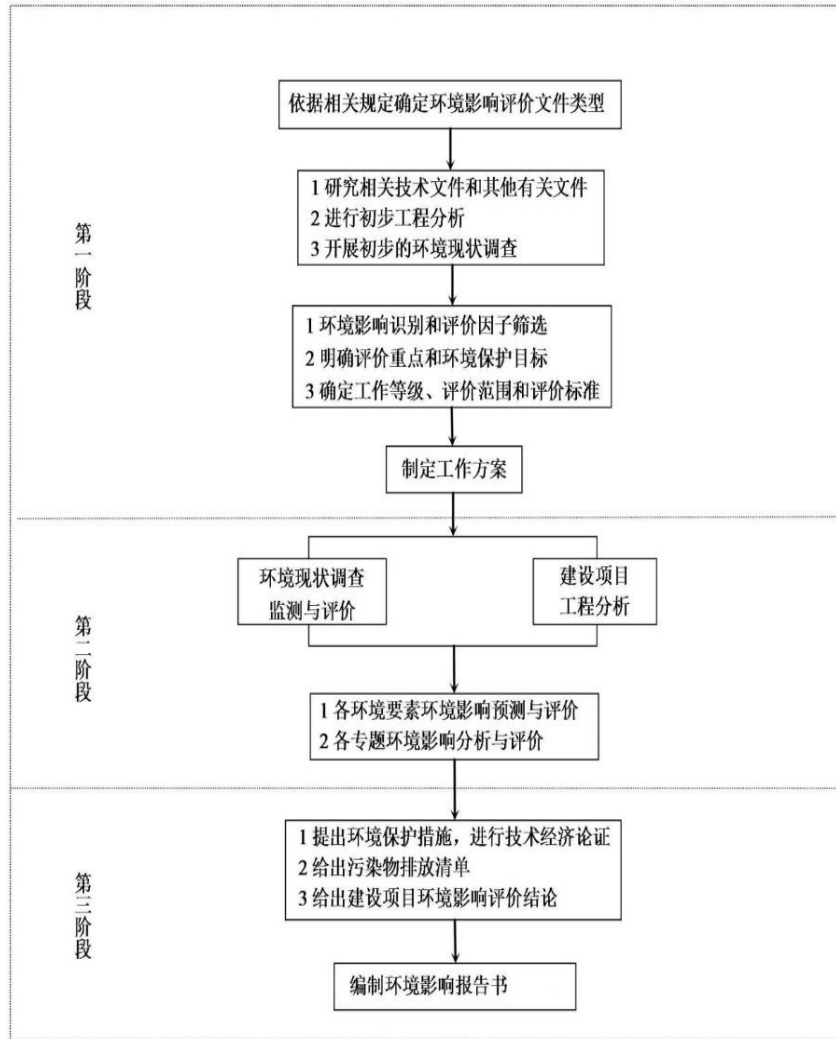 依据相关规定确定环境影响评价文件类型
1 研究相关技术文件和其他有关文件
2 进行初步工程分析
3 开展初步的环境现状调查
第一阶段
1 环境影响识别和评价因子筛选
2 明确评价重点和环境保护目标
3 确定工作等级、评价范围和评价标准
制定工作方案
环境现状调查
监测与评价
建设项目
工程分析
第二阶段
1 各环境要素环境影响预测与评价
2 各专题环境影响分析与评价
1 提出环境保护措施，进行技术经济论证
2 给出污染物排放清单
3 给出建设项目环境影响评价结论
第三阶段
编制环境影响报告书